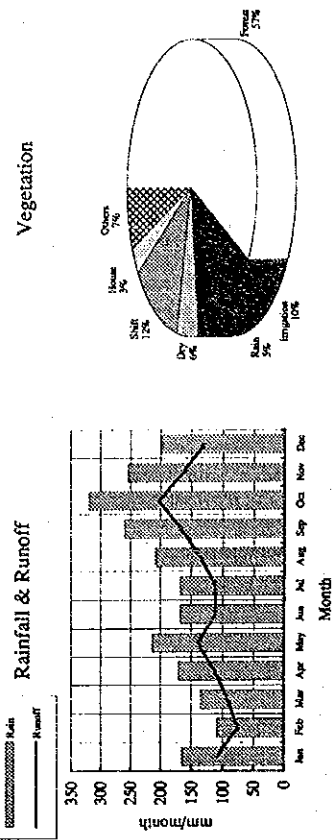 Rainfall & Runoff
Rain
Runoff
350
300
250
200
150
100
50
0
mm/month
Jan
Feb
Mar
Apr
May
Jun
Jul
Aug
Sep
Oct
Nov
Dec
Month
Vegetation
Others
7%
House
3%
Shift
12%
Dry
6%
Rain
5%
Irrigation
10%
Forest
57%